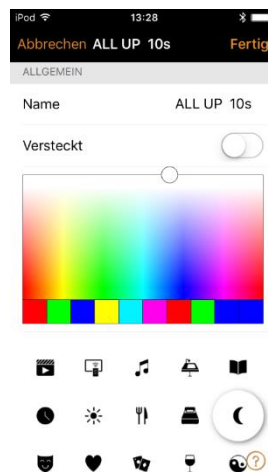 iPod 13:28
Abbrechen ALL UP 10s Fertig
ALLGEMEIN
Name ALL UP 10s
Versteckt
?